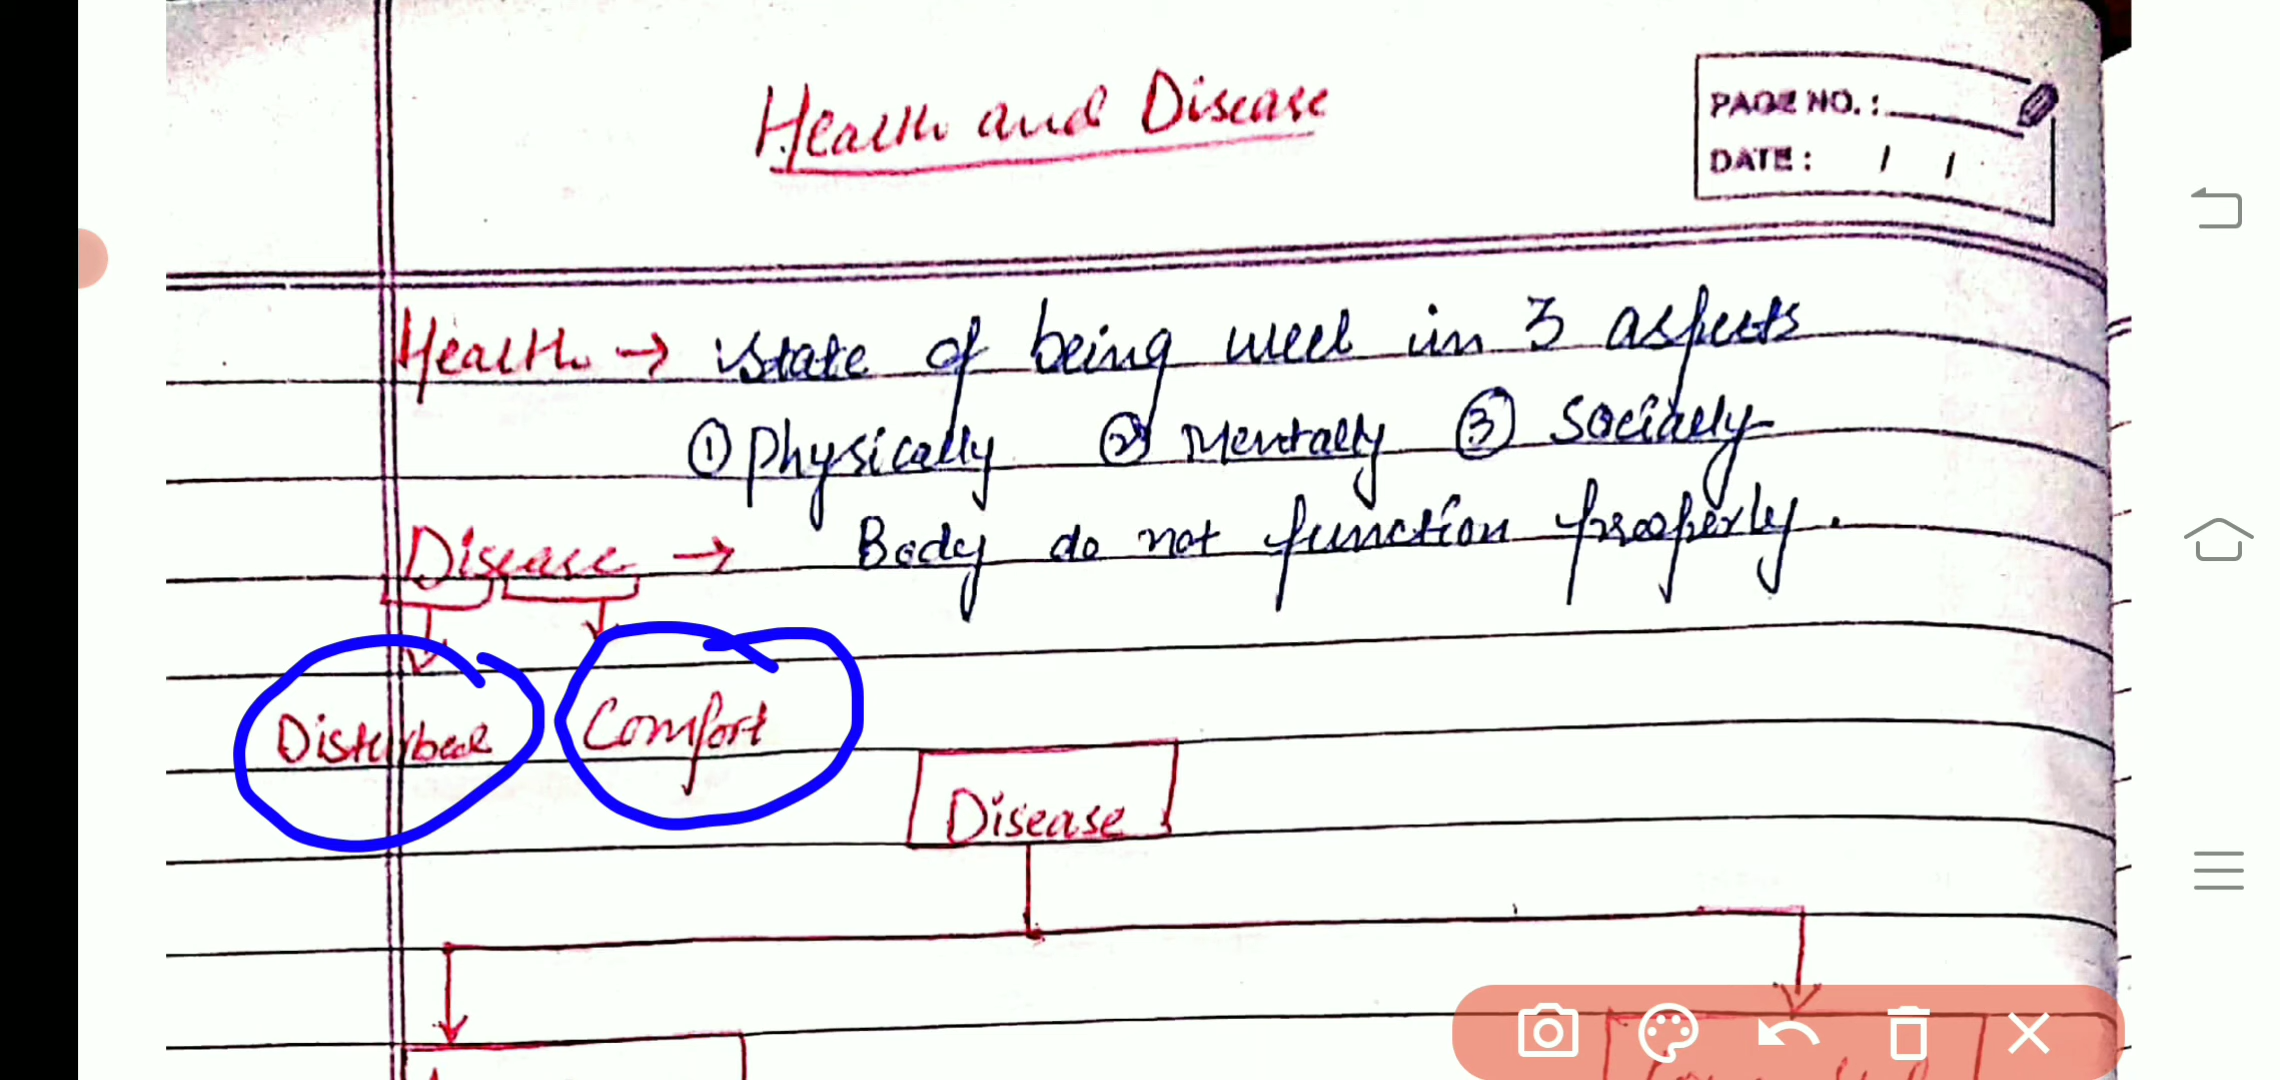 Health and Disease
PAGE NO. :
DATE : / /
Health → state of being well in 3 aspects
① Physically ② Mentally ③ Socially
Disease → Body do not function properly.
Disturbed Comfort
Disease